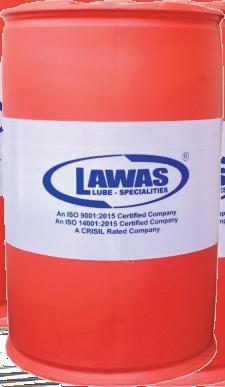 LAWAS ®
LUBE - SPECIALITIES
An ISO 9001:2015 Certified Company
An ISO 14001:2015 Certified Company
A CRISIL Rated Company